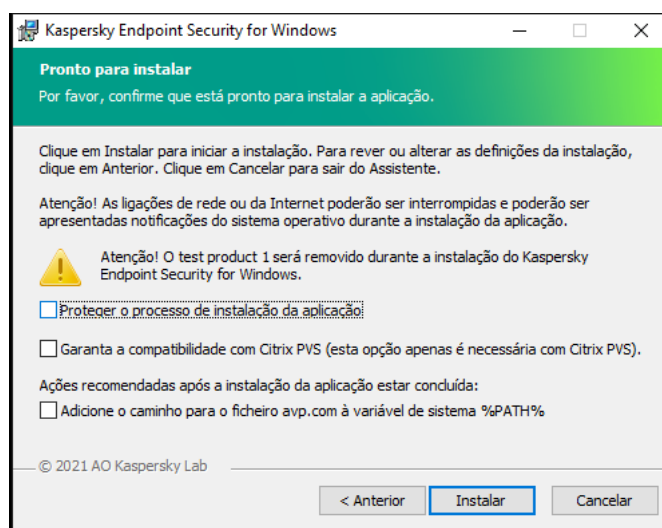 Kaspersky Endpoint Security for Windows
Pronto para instalar
Por favor, confirme que está pronto para instalar a aplicação.
Clique em Instalar para iniciar a instalação. Para rever ou alterar as definições da instalação,
clique em Anterior. Clique em Cancelar para sair do Assistente.
Atenção! As ligações de rede ou da Internet poderão ser interrompidas e poderão ser
apresentadas notificações do sistema operativo durante a instalação da aplicação.
Atenção! O test product 1 será removido durante a instalação do Kaspersky
Endpoint Security for Windows.
Proteger o processo de instalação da aplicação
Garanta a compatibilidade com Citrix PVS (esta opção apenas é necessária com Citrix PVS).
Ações recomendadas após a instalação da aplicação estar concluída:
Adicione o caminho para o ficheiro avp.com à variável de sistema %PATH%
© 2021 AO Kaspersky Lab
< Anterior Instalar Cancelar